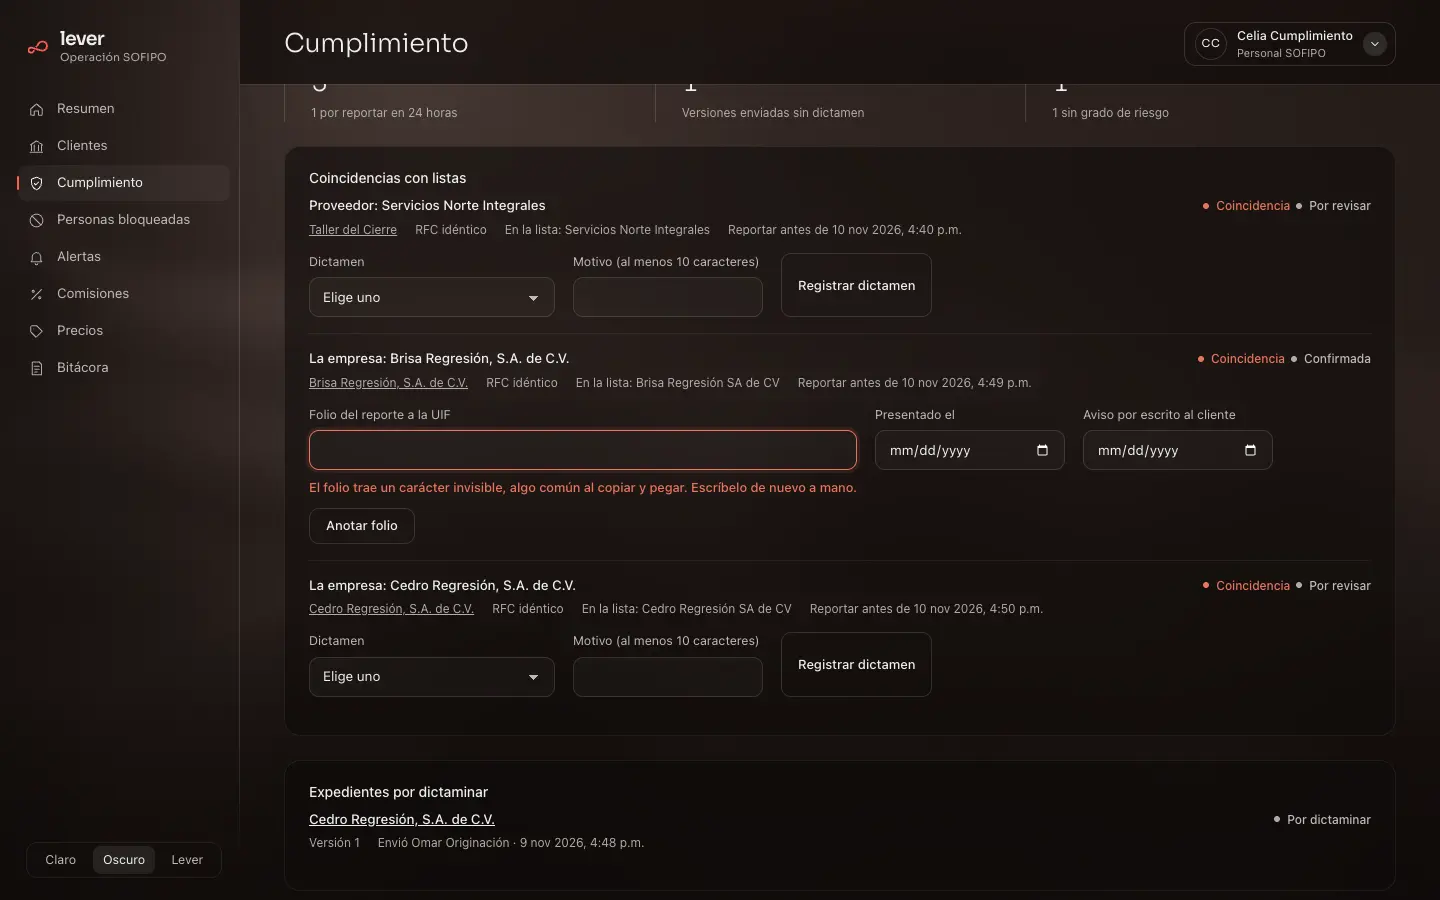 lever
Operación SOFIPO
Resumen
Clientes
Cumplimiento
Personas bloqueadas
Alertas
Comisiones
Precios
Bitácora
Claro Oscuro Lever
Cumplimiento
CC Celia Cumplimiento
Personal SOFIPO
1 por reportar en 24 horas
Versiones enviadas sin dictamen
1 sin grado de riesgo
Coincidencias con listas
Proveedor: Servicios Norte Integrales Coincidencia Por revisar
Taller del Cierre RFC idéntico En la lista: Servicios Norte Integrales Reportar antes de 10 nov 2026, 4:40 p.m.
Dictamen Motivo (al menos 10 caracteres)
Elige uno Registrar dictamen
La empresa: Brisa Regresión, S.A. de C.V. Coincidencia Confirmada
Brisa Regresión, S.A. de C.V. RFC idéntico En la lista: Brisa Regresión SA de CV Reportar antes de 10 nov 2026, 4:49 p.m.
Folio del reporte a la UIF Presentado el Aviso por escrito al cliente
mm/dd/yyyy mm/dd/yyyy
El folio trae un carácter invisible, algo común al copiar y pegar. Escríbelo de nuevo a mano.
Anotar folio
La empresa: Cedro Regresión, S.A. de C.V. Coincidencia Por revisar
Cedro Regresión, S.A. de C.V. RFC idéntico En la lista: Cedro Regresión SA de CV Reportar antes de 10 nov 2026, 4:50 p.m.
Dictamen Motivo (al menos 10 caracteres)
Elige uno Registrar dictamen
Expedientes por dictaminar
Cedro Regresión, S.A. de C.V. Por dictaminar
Versión 1 Envió Omar Originación · 9 nov 2026, 4:48 p.m.